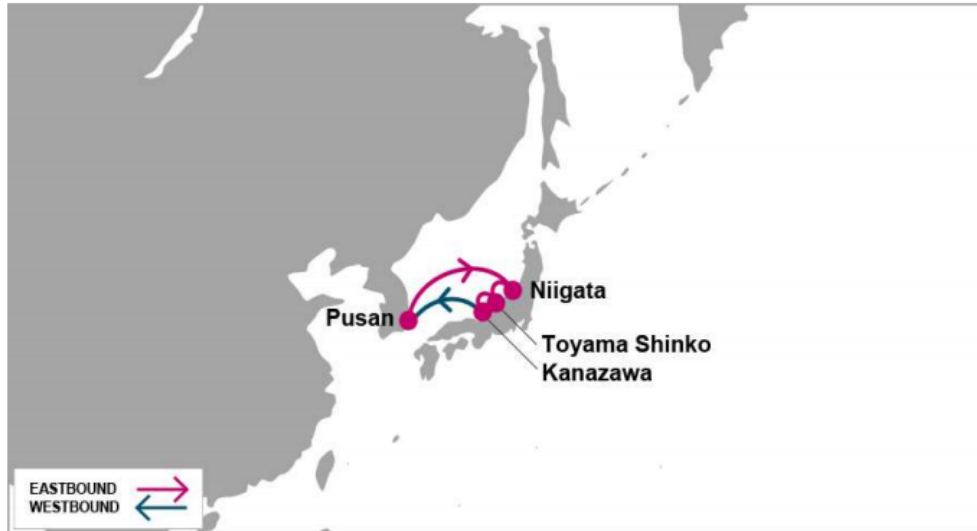 Niigata
Pusan
Toyama Shinko
Kanazawa
EASTBOUND
WESTBOUND